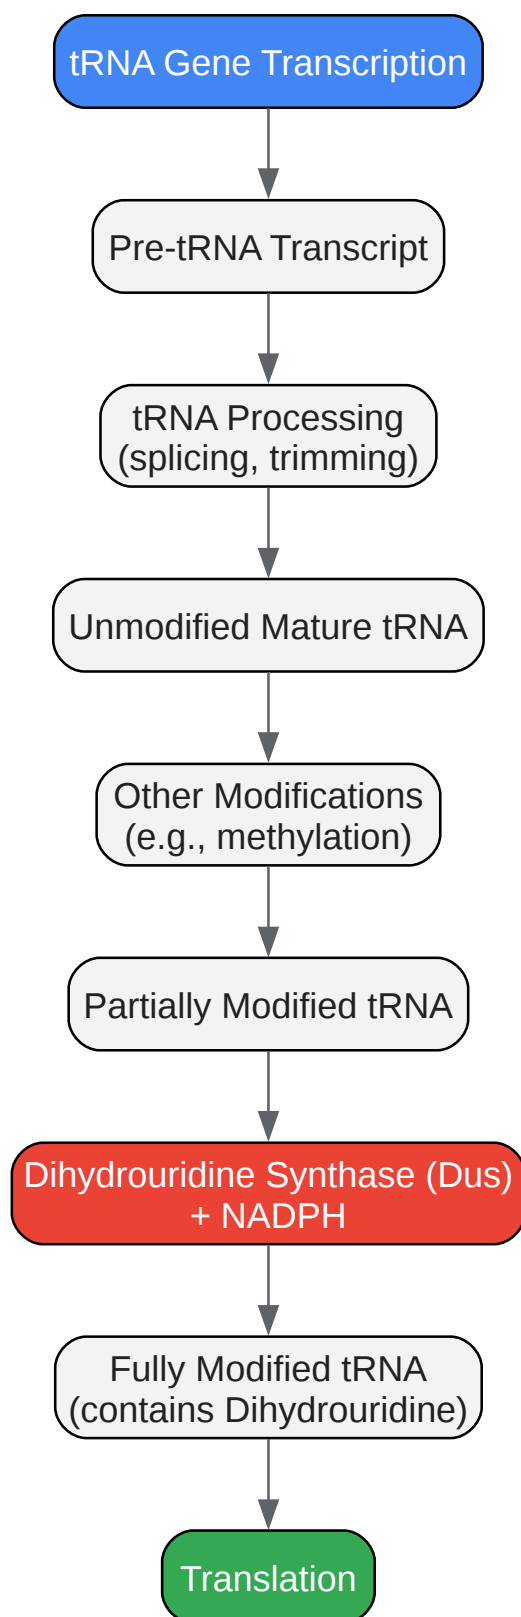 tRNA Gene Transcription
Pre-tRNA Transcript
tRNA Processing
(splicing, trimming)
Unmodified Mature tRNA
Other Modifications
(e.g., methylation)
Partially Modified tRNA
Dihydrouridine Synthase (Dus)
+ NADPH
Fully Modified tRNA
(contains Dihydrouridine)
Translation